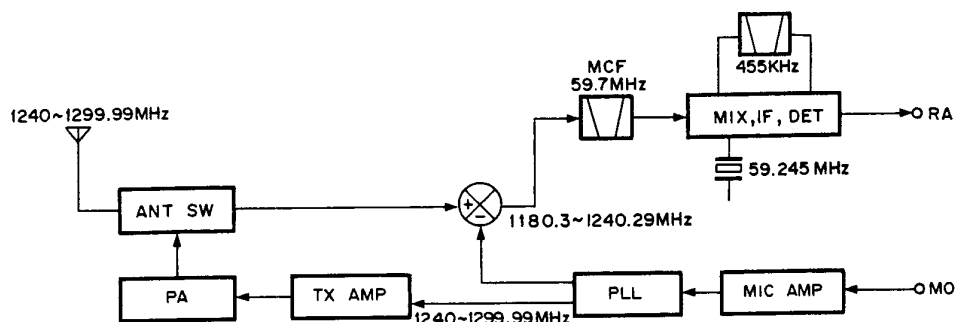 455KHz
MCF
59.7MHz
1240~1299.99MHz
MIX, IF, DET
RA
59.245 MHz
ANT SW
+
-
1180.3~1240.29MHz
PA
TX AMP
PLL
MIC AMP
MO
1240~1299.99MHz